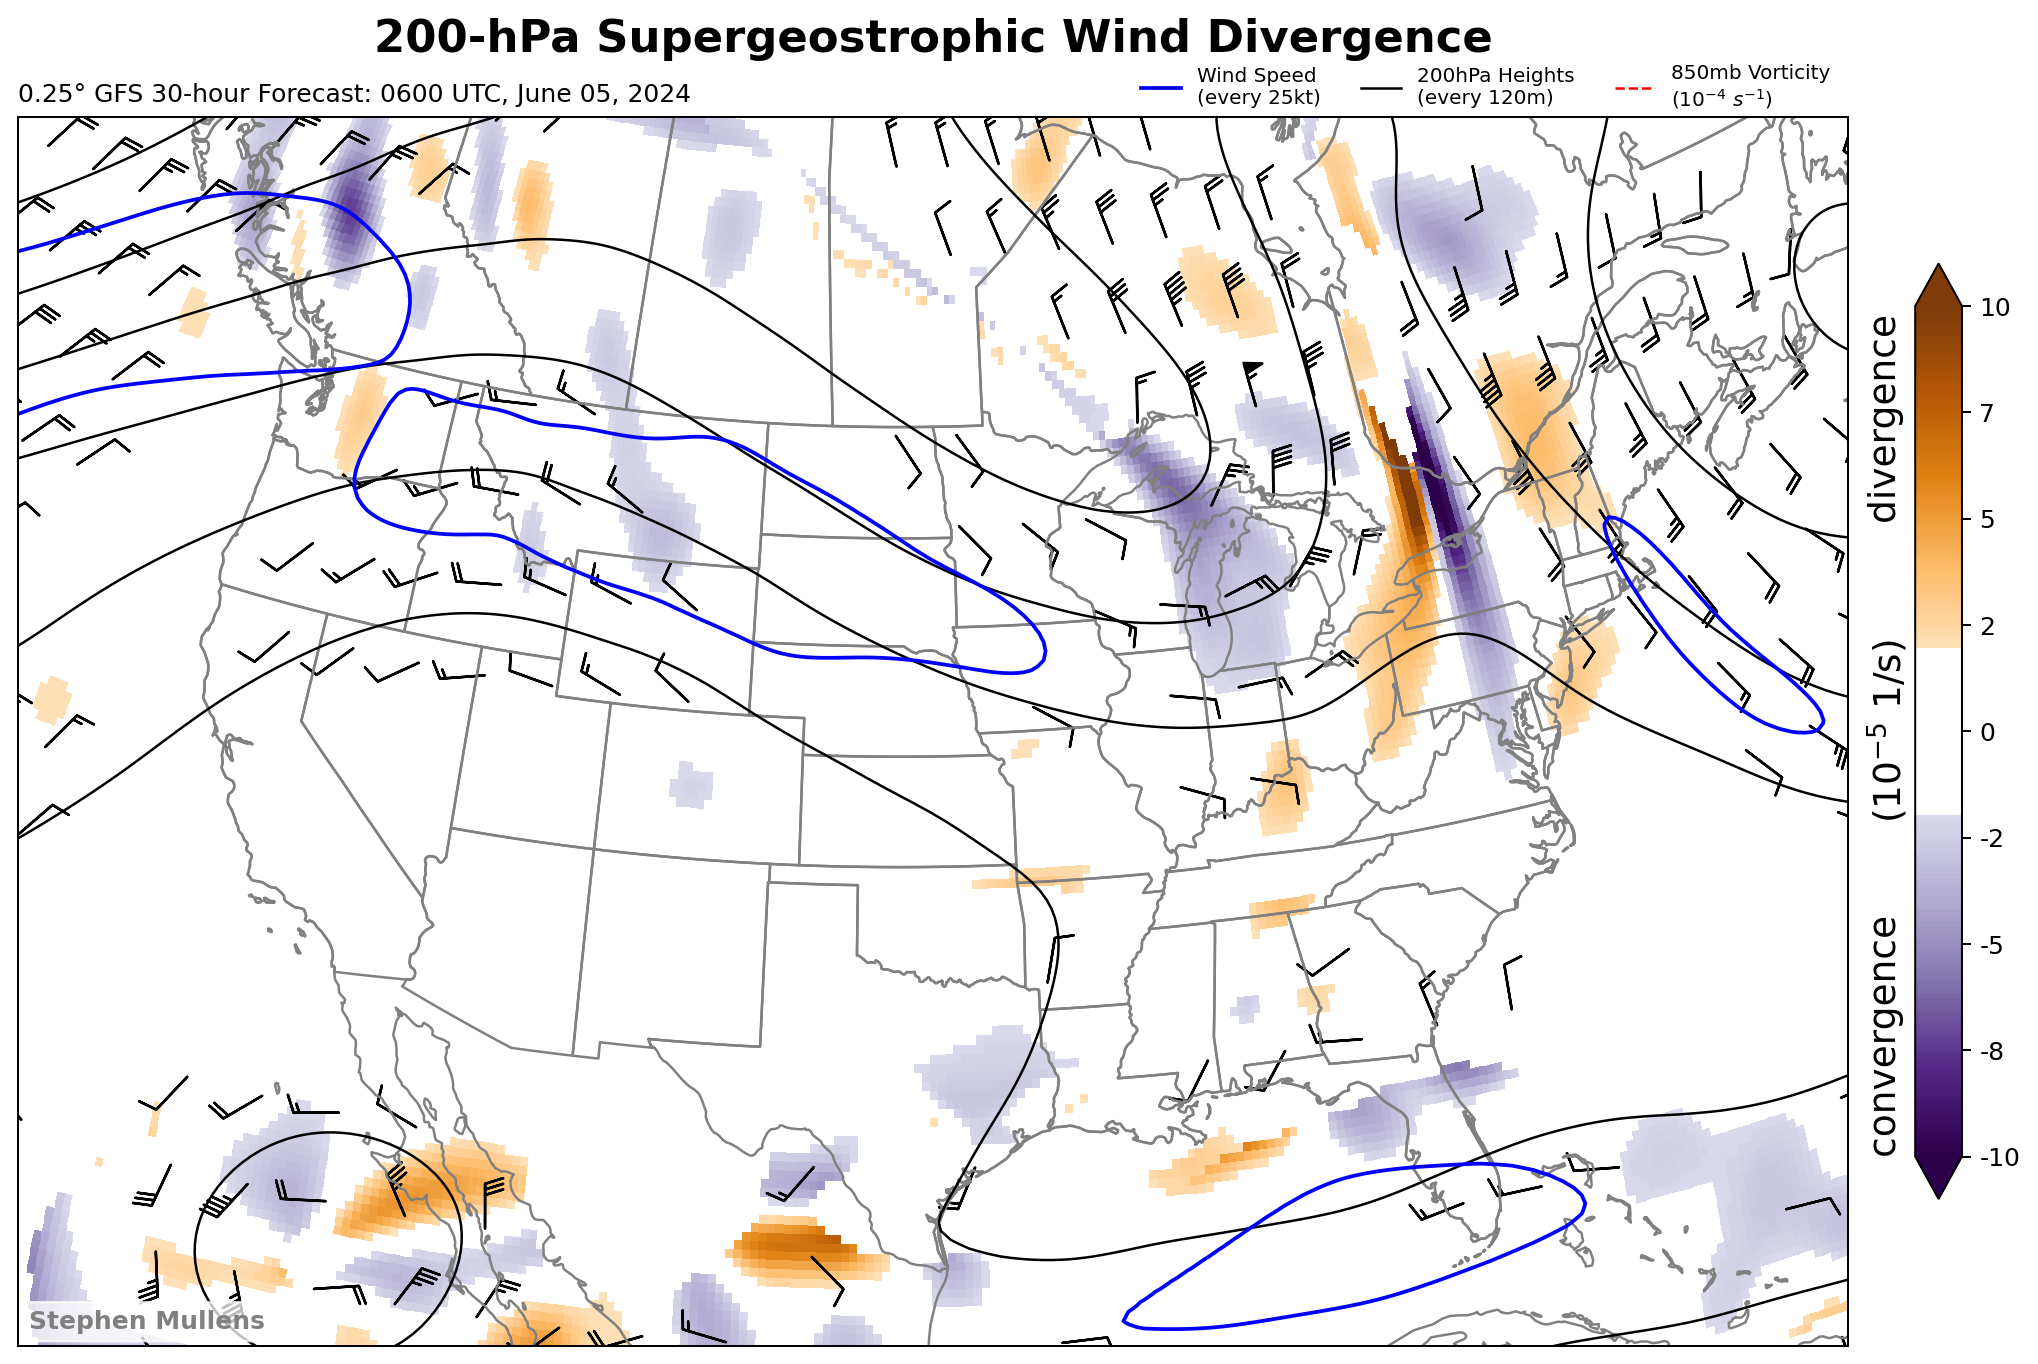 200-hPa Supergeostrophic Wind Divergence
0.25° GFS 30-hour Forecast: 0600 UTC, June 05, 2024
Wind Speed
(every 25kt)
200hPa Heights
(every 120m)
850mb Vorticity
(10⁻⁴ s⁻¹)
10
7
5
2
0
-2
-5
-8
-10
convergence (10⁻⁵ 1/s) divergence
Stephen Mullens